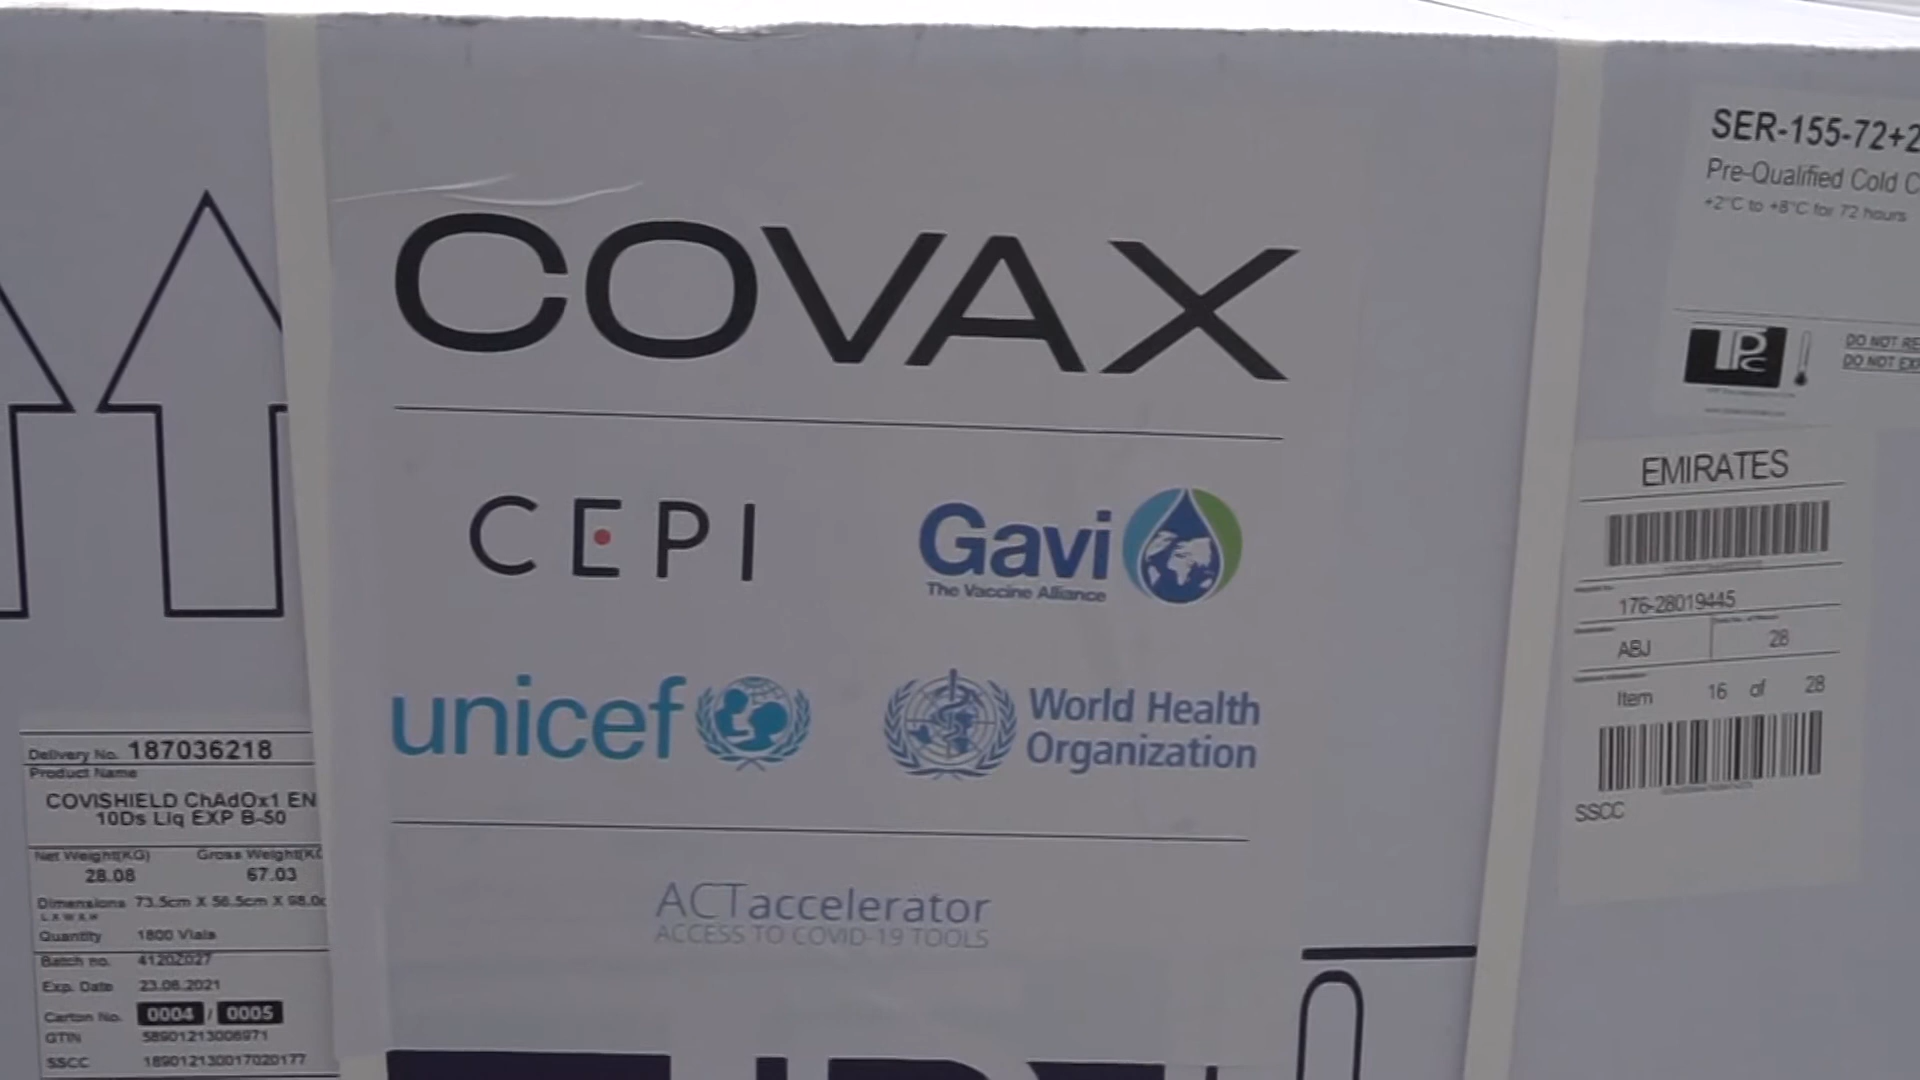 COVAX
CEPI
Gavi
The Vaccine Alliance
unicef
World Health
Organization
ACTaccelerator
ACCESS TO COVID-19 TOOLS
Delivery No. 187036218
Product Name
COVISHIELD ChAdOx1 EN
10Ds Liq EXP B-50
Net Weight(KG) Gross Weight(KG
28.08 67.03
Dimensions 73.5cm X 56.5cm X 98.0c
L X W X H
Quantity 1800 Vials
Batch no. 4120Z027
Exp. Date 23.08.2021
Carton No. 0004 / 0005
GTIN 58901213006971
SSCC 189012130017020177
SER-155-72+2
Pre-Qualified Cold C
+2°C to +8°C for 72 hours
IPC
DO NOT RE
DO NOT EXP
EMIRATES
176-28019445
ABJ 28
Item 16 of 28
SSCC